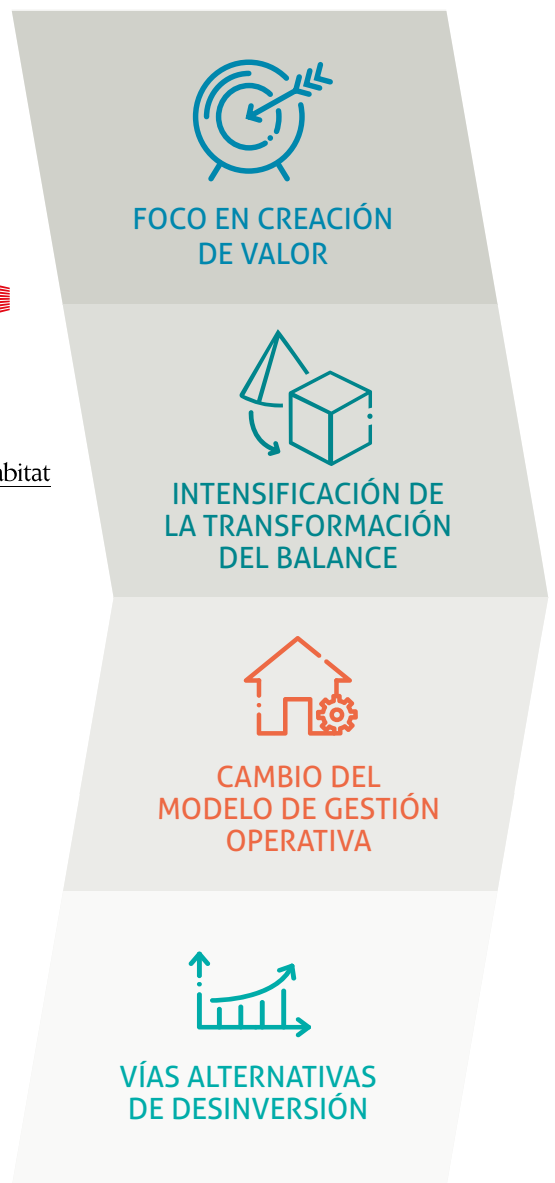 FOCO EN CREACIÓN
DE VALOR
abitat
INTENSIFICACIÓN DE
LA TRANSFORMACIÓN
DEL BALANCE
CAMBIO DEL
MODELO DE GESTIÓN
OPERATIVA
VÍAS ALTERNATIVAS
DE DESINVERSIÓN